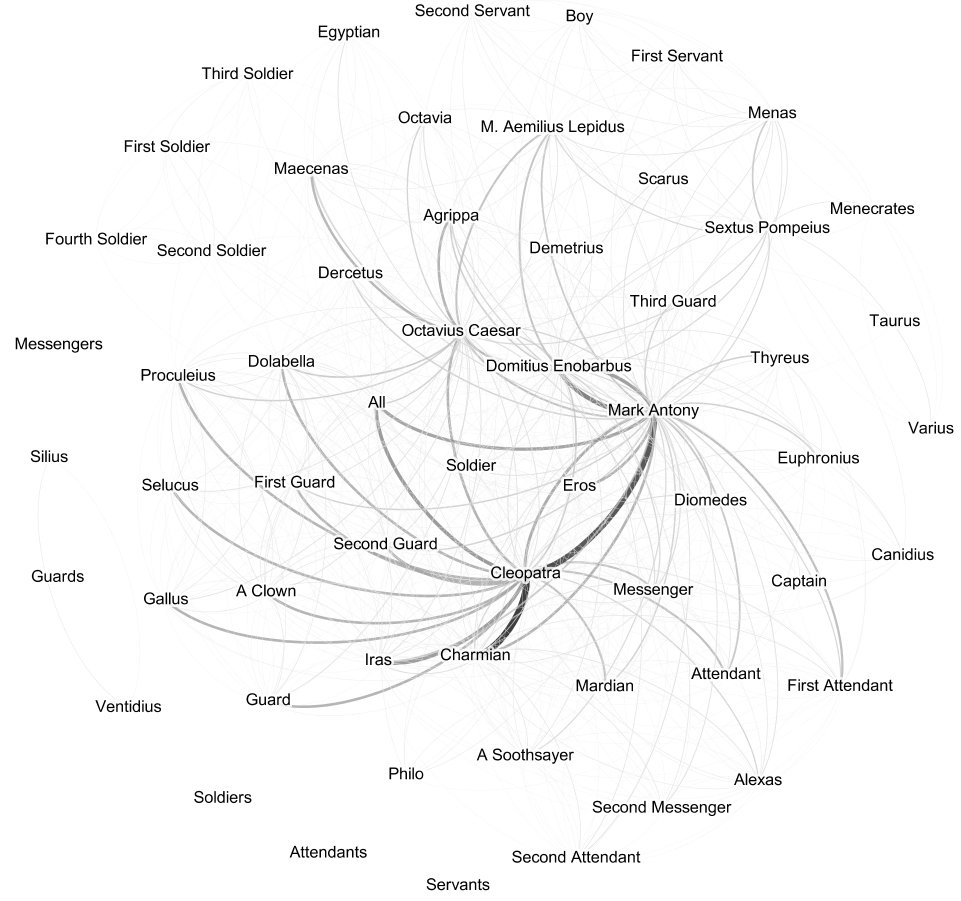 Second Servant
Boy
Egyptian
First Servant
Third Soldier
Menas
Octavia
M. Aemilius Lepidus
First Soldier
Maecenas
Scarus
Menecrates
Agrippa
Sextus Pompeius
Fourth Soldier
Second Soldier
Demetrius
Dercetus
Third Guard
Taurus
Octavius Caesar
Messengers
Dolabella
Thyreus
Domitius Enobarbus
Proculeius
All
Mark Antony
Varius
Silius
Euphronius
Soldier
Selucus
First Guard
Eros
Diomedes
Second Guard
Canidius
Cleopatra
Guards
Captain
A Clown
Messenger
Gallus
Charmian
Iras
Attendant
Mardian
First Attendant
Guard
Ventidius
A Soothsayer
Philo
Alexas
Soldiers
Second Messenger
Attendants
Second Attendant
Servants